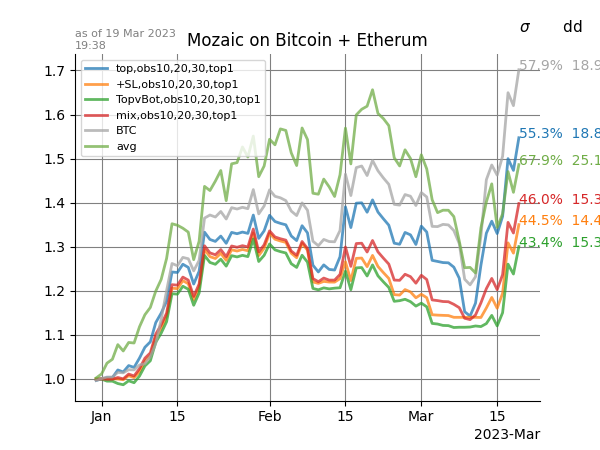 as of 19 Mar 2023
19:38
Mozaic on Bitcoin + Etherum
σ dd
top,obs10,20,30,top1
+SL,obs10,20,30,top1
TopvBot,obs10,20,30,top1
mix,obs10,20,30,top1
BTC
avg
57.9% 18.9
55.3% 18.8
67.9% 25.1
46.0% 15.3
44.5% 14.4
43.4% 15.3
1.7
1.6
1.5
1.4
1.3
1.2
1.1
1.0
Jan 15 Feb 15 Mar 15
2023-Mar